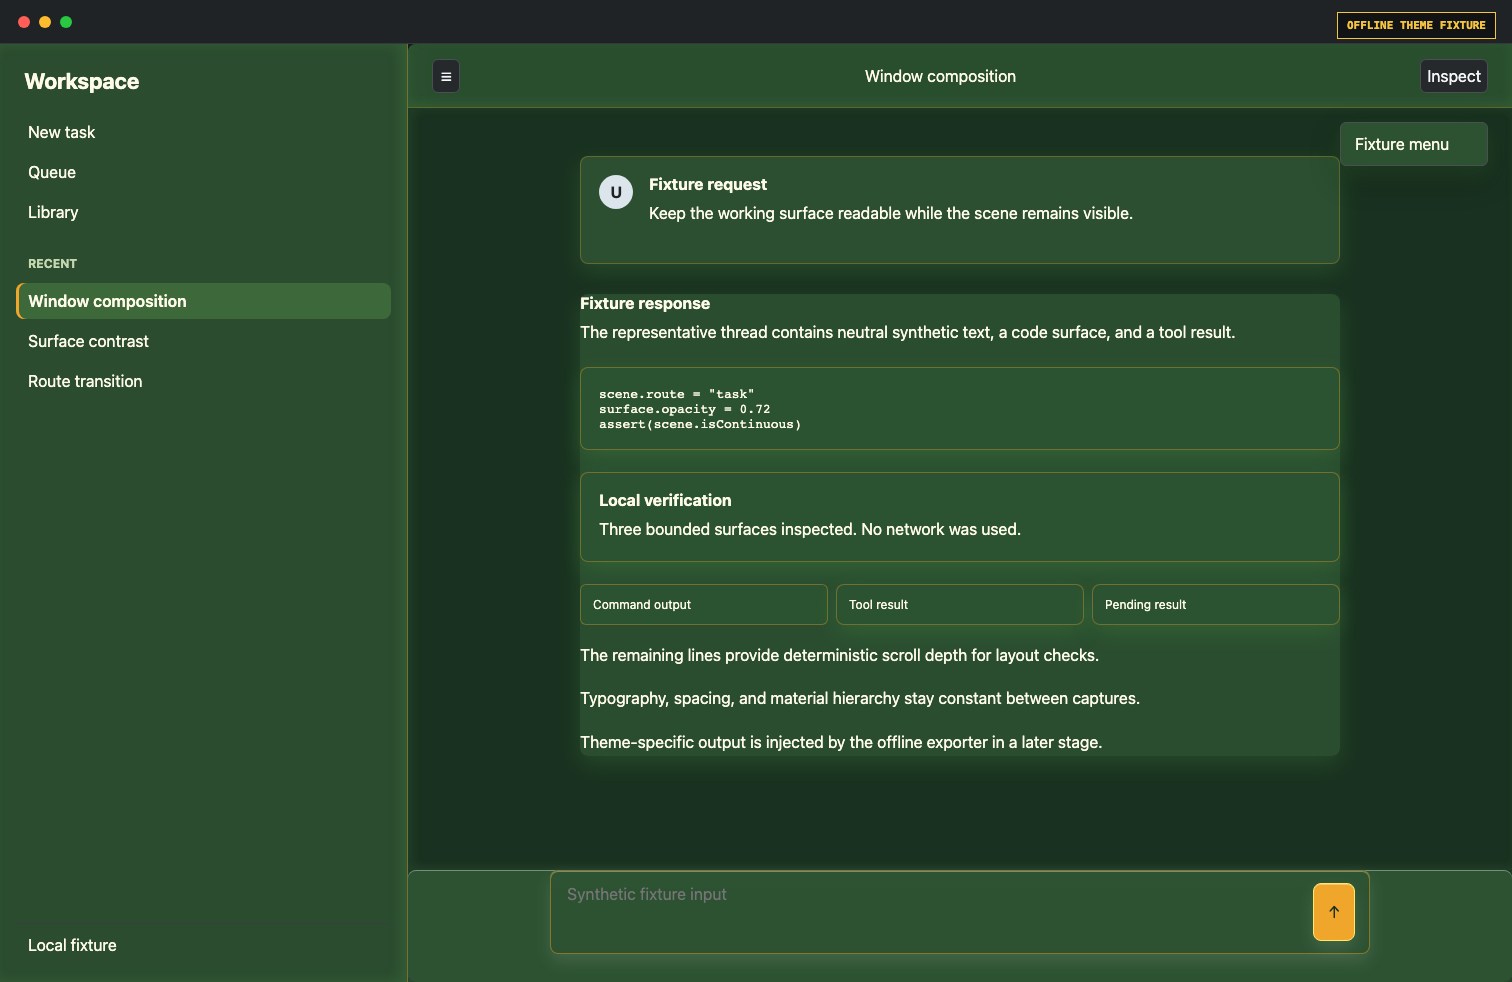 OFFLINE THEME FIXTURE
Workspace
New task
Queue
Library
RECENT
Window composition
Surface contrast
Route transition
Local fixture
Window composition
Inspect
Fixture menu
U
Fixture request
Keep the working surface readable while the scene remains visible.
Fixture response
The representative thread contains neutral synthetic text, a code surface, and a tool result.
scene.route = "task"
surface.opacity = 0.72
assert(scene.isContinuous)
Local verification
Three bounded surfaces inspected. No network was used.
Command output
Tool result
Pending result
The remaining lines provide deterministic scroll depth for layout checks.
Typography, spacing, and material hierarchy stay constant between captures.
Theme-specific output is injected by the offline exporter in a later stage.
Synthetic fixture input